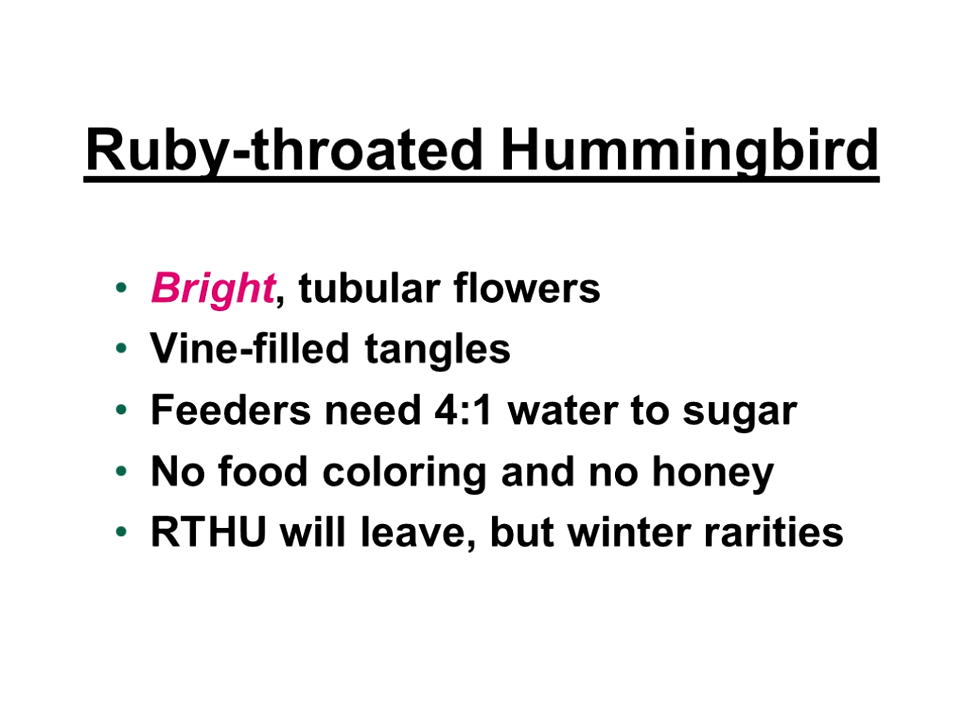 Ruby-throated Hummingbird
• Bright, tubular flowers
• Vine-filled tangles
• Feeders need 4:1 water to sugar
• No food coloring and no honey
• RTHU will leave, but winter rarities